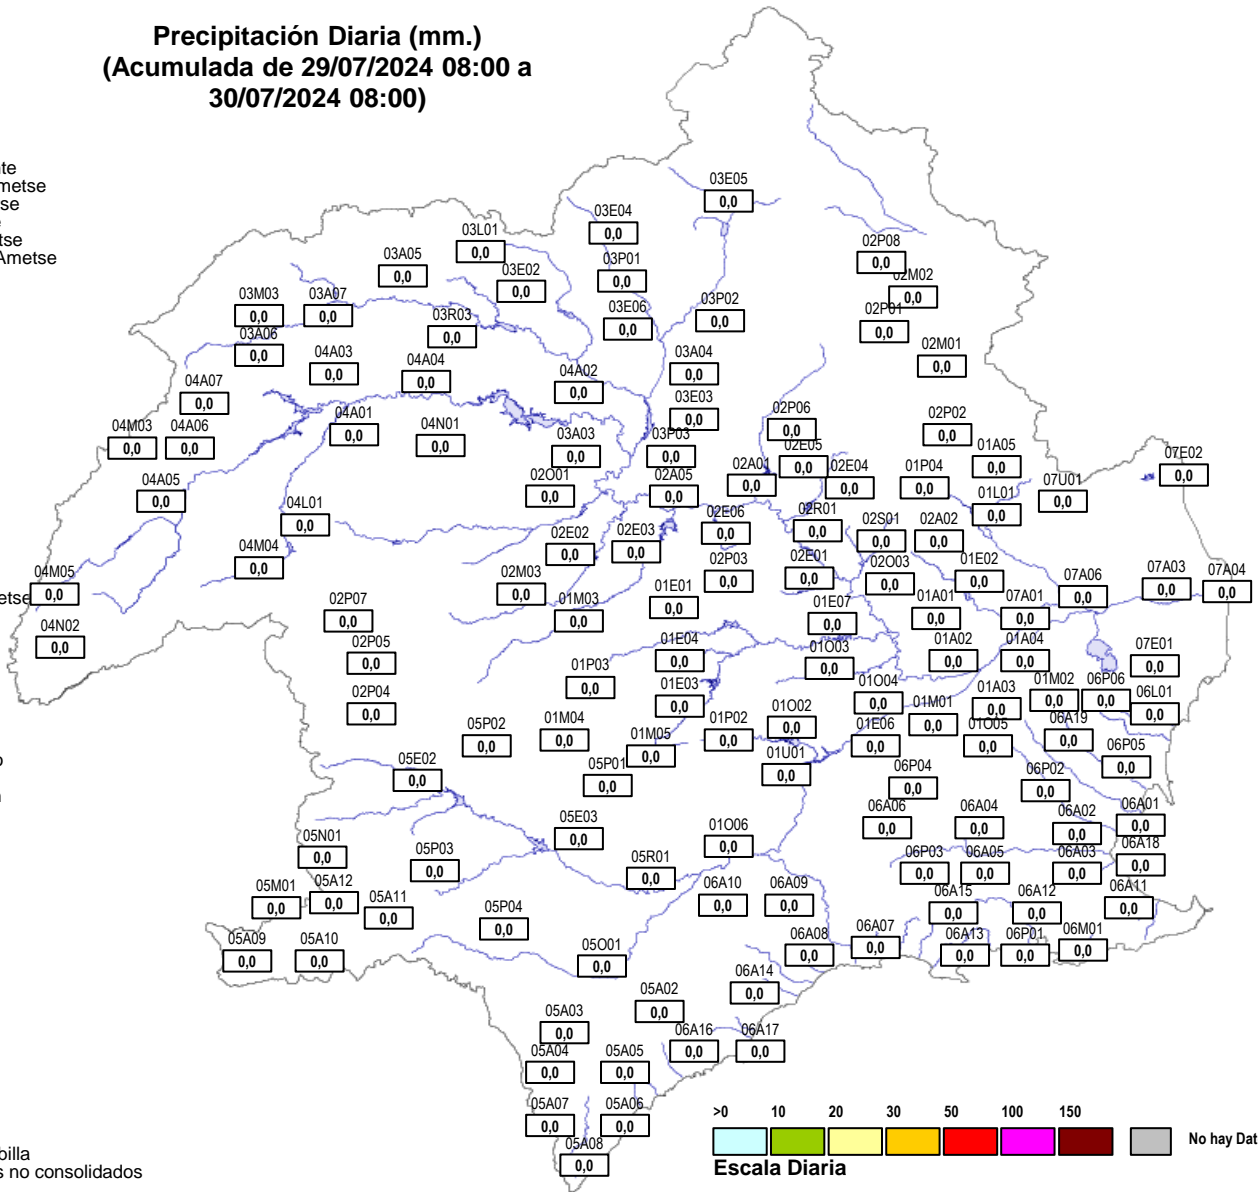 Precipitación Diaria (mm.)
(Acumulada de 29/07/2024 08:00 a
30/07/2024 08:00)
03E05
0,0
03E04
0,0
03L01
0,0
02P08
0,0
03A05
0,0
03P01
0,0
03E02
0,0
02M02
0,0
03M03
0,0
03A07
0,0
03E06
0,0
03P02
0,0
02P01
0,0
03R03
0,0
03A06
0,0
04A03
0,0
04A04
0,0
03A04
0,0
02M01
0,0
04A07
0,0
04A02
0,0
03E03
0,0
04M03
0,0
04A06
0,0
04A01
0,0
04N01
0,0
03A03
0,0
03P03
0,0
02P06
0,0
02P02
0,0
02E05
0,0
01A05
0,0
07E02
0,0
04A05
0,0
02O01
0,0
02A05
0,0
02A01
0,0
02E04
0,0
01P04
0,0
07U01
0,0
01L01
0,0
04L01
0,0
02E06
0,0
02R01
0,0
02S01
0,0
02A02
0,0
02E02
0,0
02E03
0,0
04M04
0,0
04M05
0,0
02M03
0,0
02P03
0,0
02E01
0,0
02O03
0,0
01E02
0,0
07A06
0,0
07A03
0,0
07A04
0,0
02P07
0,0
01M03
0,0
01E01
0,0
01E07
0,0
01A01
0,0
07A01
0,0
04N02
0,0
02P05
0,0
01E04
0,0
01O03
0,0
01A02
0,0
01A04
0,0
07E01
0,0
01P03
0,0
01E03
0,0
01O04
0,0
01M02
0,0
06P06
0,0
02P04
0,0
01A03
0,0
06L01
0,0
05P02
0,0
01M04
0,0
01M05
0,0
01P02
0,0
01O02
0,0
01M01
0,0
01E06
0,0
01O05
0,0
06A19
0,0
05E02
0,0
05P01
0,0
01U01
0,0
06P04
0,0
06P02
0,0
06P05
0,0
05E03
0,0
01O06
0,0
06A06
0,0
06A04
0,0
06A02
0,0
06A01
0,0
05N01
0,0
05P03
0,0
05R01
0,0
06P03
0,0
06A05
0,0
06A03
0,0
06A18
0,0
05M01
0,0
05A12
0,0
05A11
0,0
06A10
0,0
06A09
0,0
06A15
0,0
06A12
0,0
06A11
0,0
05P04
0,0
05A09
0,0
05A10
0,0
05O01
0,0
06A08
0,0
06A07
0,0
06A13
0,0
06P01
0,0
06M01
0,0
06A14
0,0
05A02
0,0
05A03
0,0
06A16
0,0
06A17
0,0
05A04
0,0
05A05
0,0
05A07
0,0
05A06
0,0
05A08
0,0
>0 10 20 30 50 100 150
No hay Dat
Escala Diaria
s no consolidados